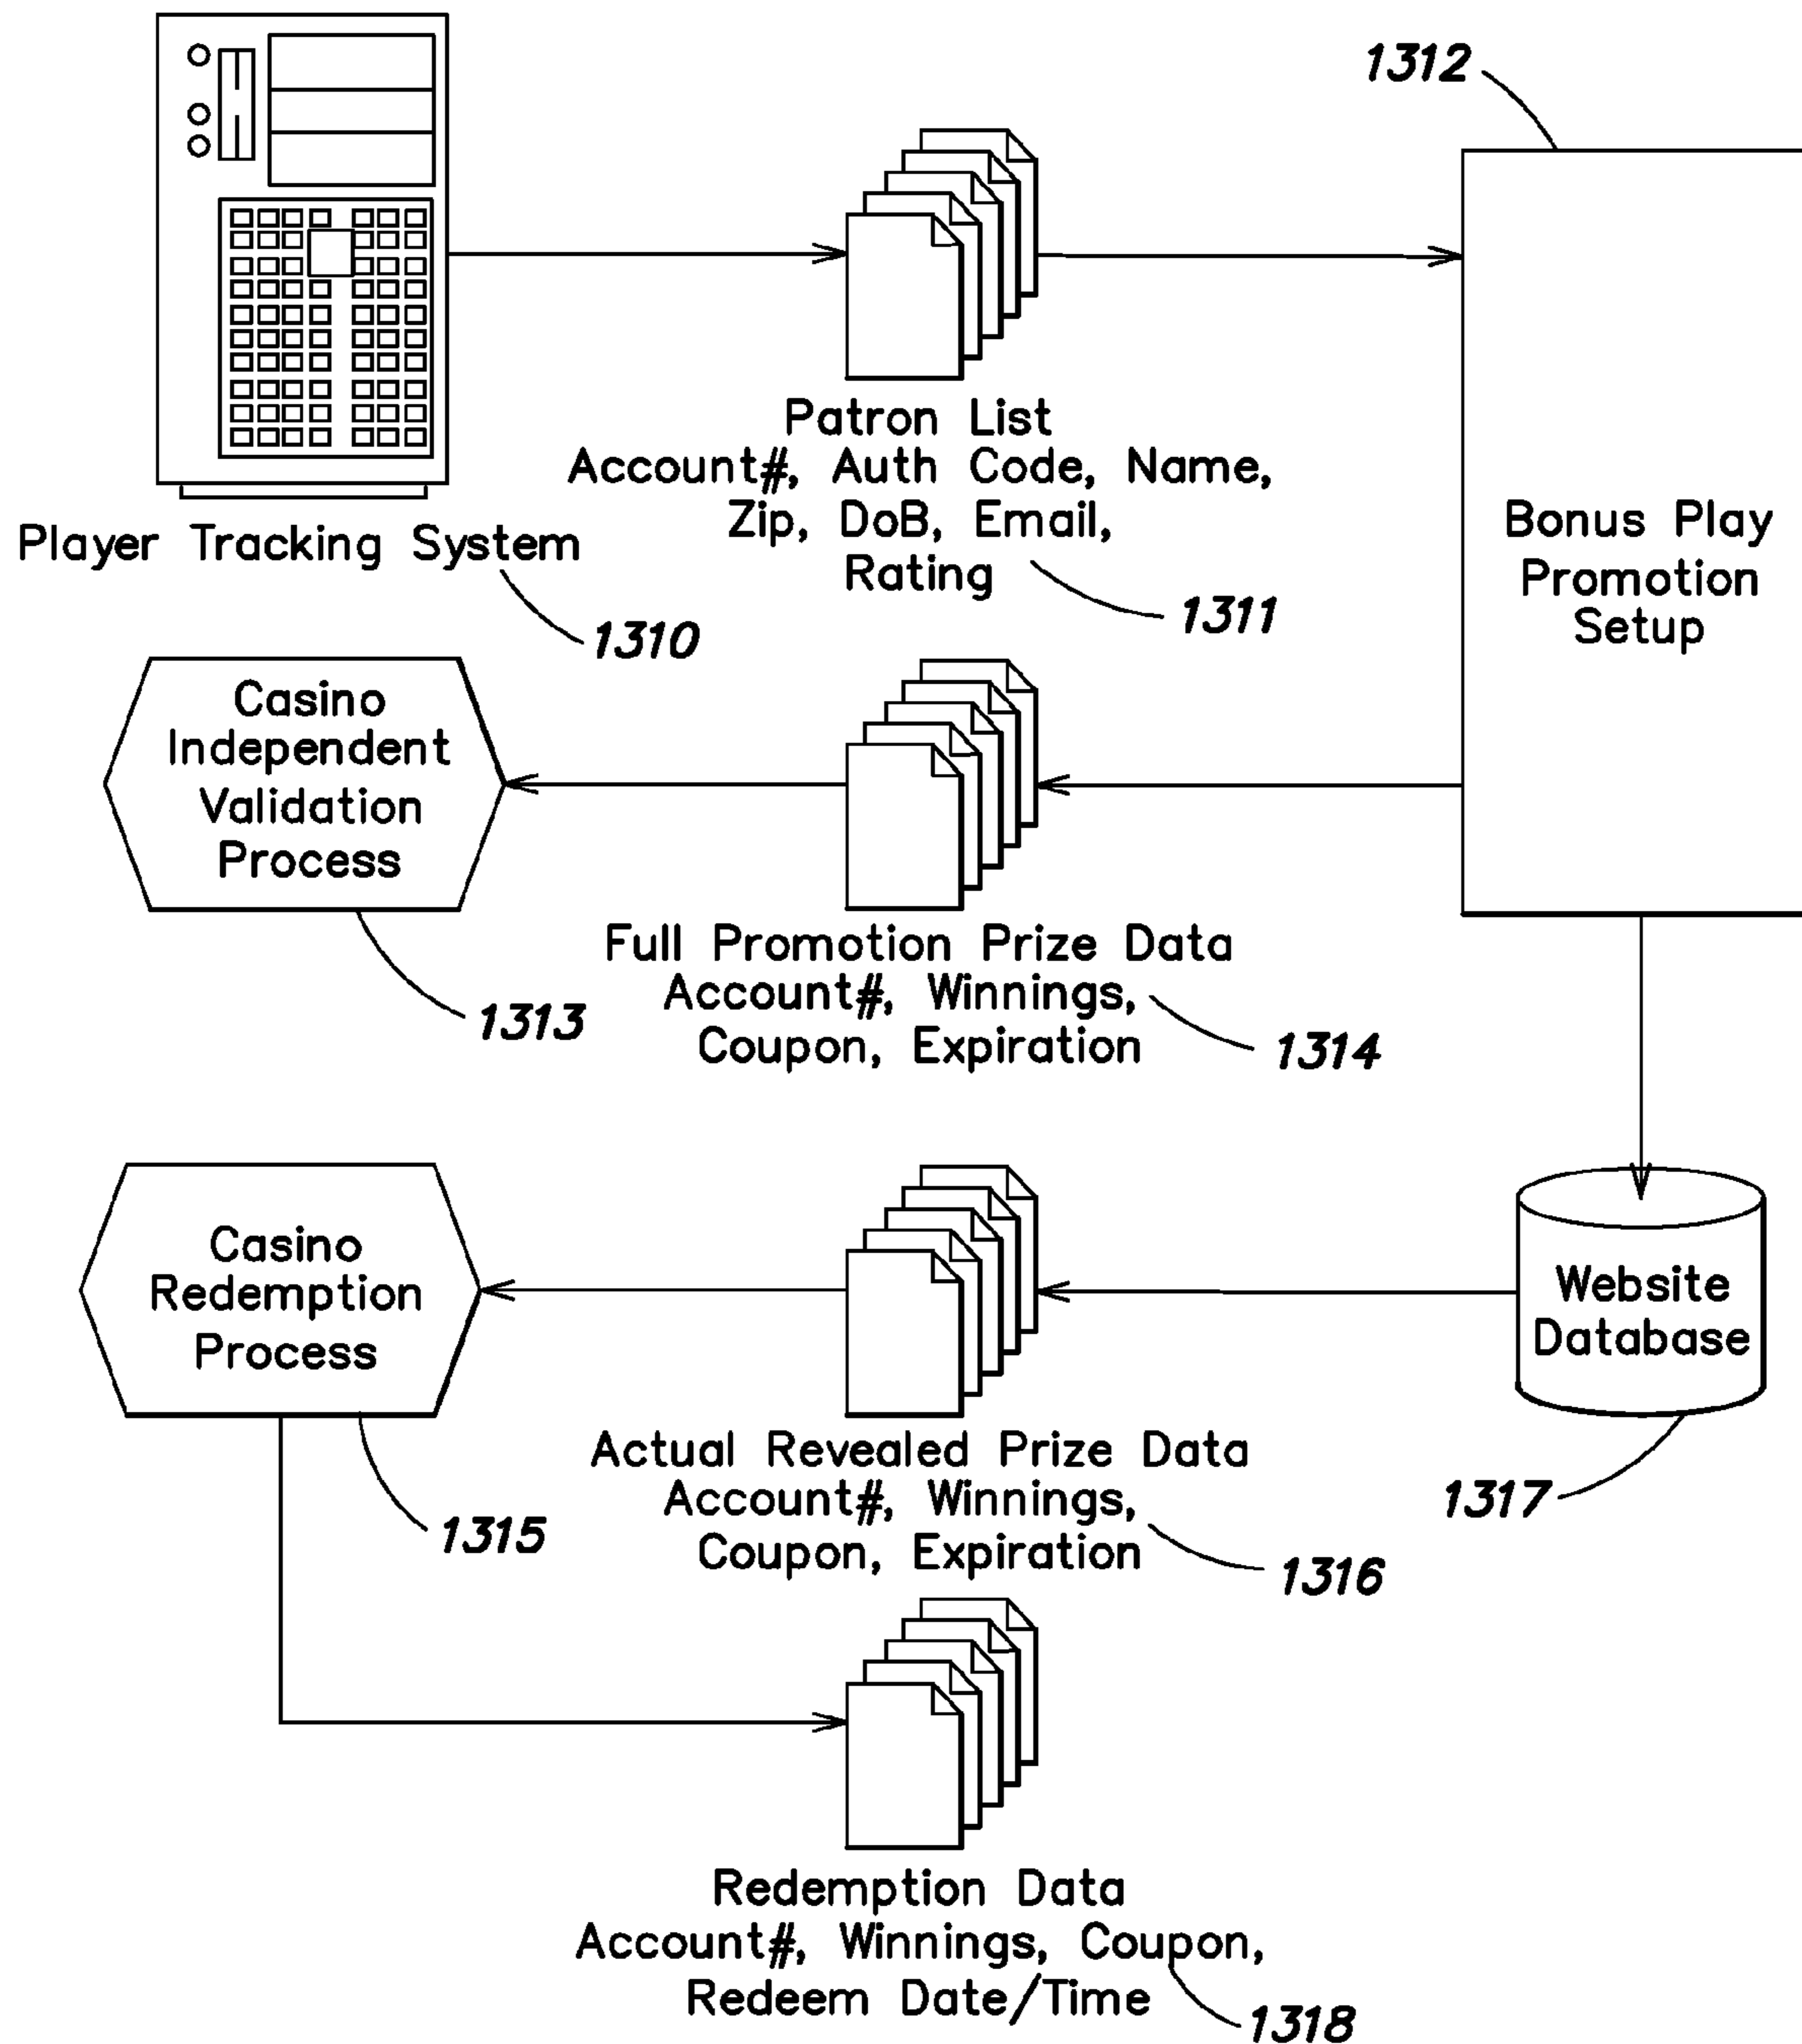 1312
Patron List
Account#, Auth Code, Name,
Zip, DoB, Email,
Rating
1311
Player Tracking System
1310
Bonus Play
Promotion
Setup
Casino
Independent
Validation
Process
1313
Full Promotion Prize Data
Account#, Winnings,
Coupon, Expiration
1314
Casino
Redemption
Process
1315
Actual Revealed Prize Data
Account#, Winnings,
Coupon, Expiration
1316
Website
Database
1317
Redemption Data
Account#, Winnings, Coupon,
Redeem Date/Time
1318